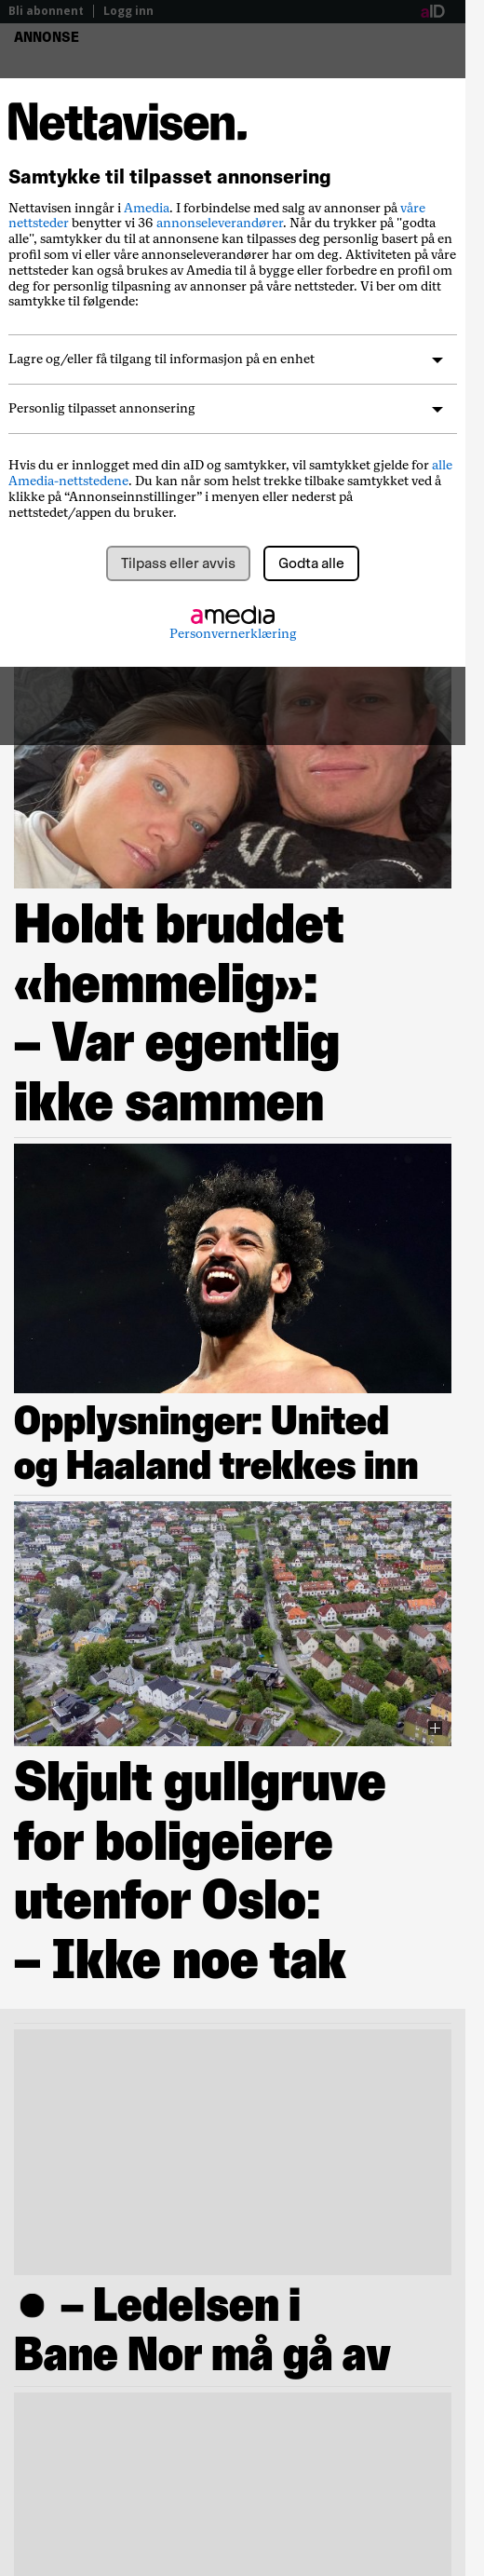 Bli abonnent | Logg inn
aID
ANNONSE
Nettavisen.
Samtykke til tilpasset annonsering
Nettavisen inngår i Amedia. I forbindelse med salg av annonser på våre
nettsteder benytter vi 36 annonseleverandører. Når du trykker på "godta
alle", samtykker du til at annonsene kan tilpasses deg personlig basert på en
profil som vi eller våre annonseleverandører har om deg. Aktiviteten på våre
nettsteder kan også brukes av Amedia til å bygge eller forbedre en profil om
deg for personlig tilpasning av annonser på våre nettsteder. Vi ber om ditt
samtykke til følgende:
Lagre og/eller få tilgang til informasjon på en enhet
Personlig tilpasset annonsering
Hvis du er innlogget med din aID og samtykker, vil samtykket gjelde for alle
Amedia-nettstedene. Du kan når som helst trekke tilbake samtykket ved å
klikke på “Annonseinnstillinger” i menyen eller nederst på
nettstedet/appen du bruker.
Tilpass eller avvis
Godta alle
amedia
Personvernerklæring
Holdt bruddet
«hemmelig»:
– Var egentlig
ikke sammen
Opplysninger: United
og Haaland trekkes inn
Skjult gullgruve
for boligeiere
utenfor Oslo:
– Ikke noe tak
● – Ledelsen i
Bane Nor må gå av